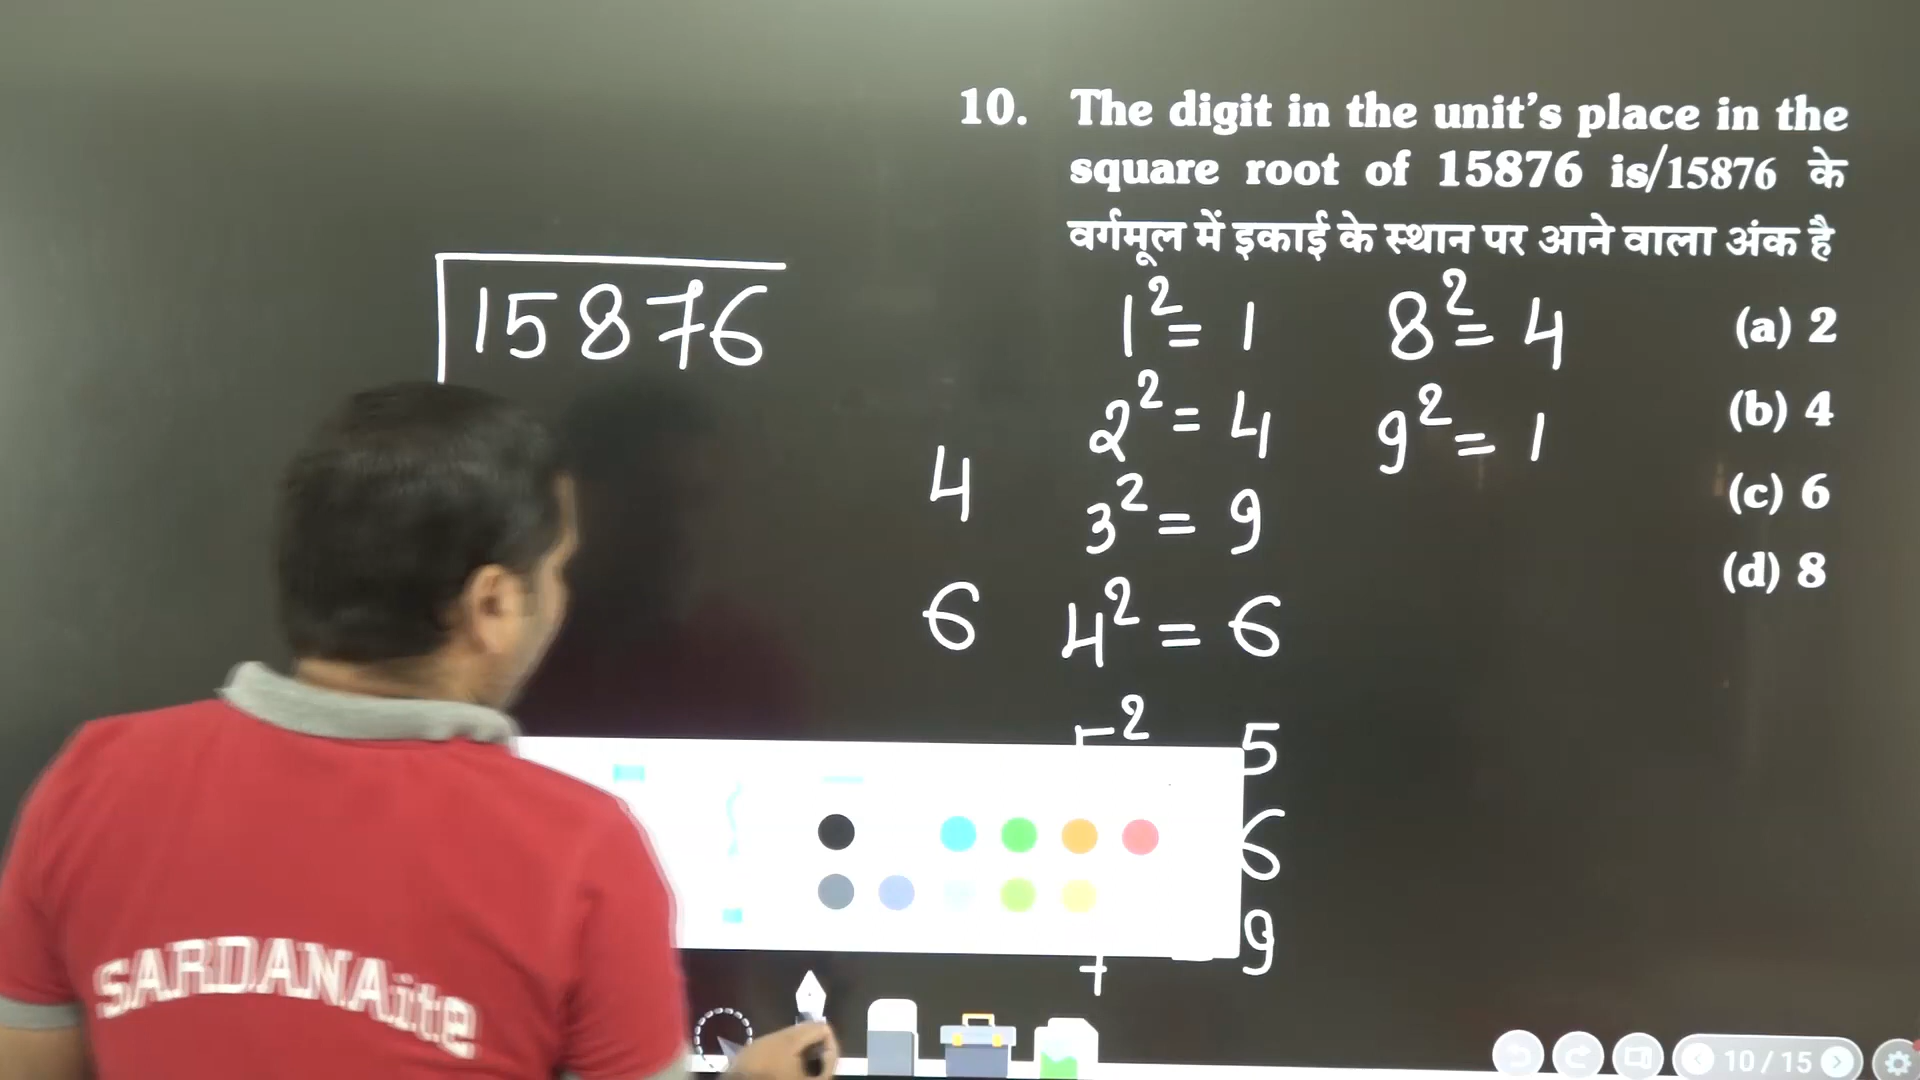 10. The digit in the unit's place in the
square root of 15876 is/15876 के
वर्गमूल में इकाई के स्थान पर आने वाला अंक है
(a) 2
(b) 4
(c) 6
(d) 8
15876
4
6
1² = 1
2² = 4
3² = 9
4² = 6
5² 5
6
7 9
8² = 4
9² = 1
SARDANAite
10 / 15